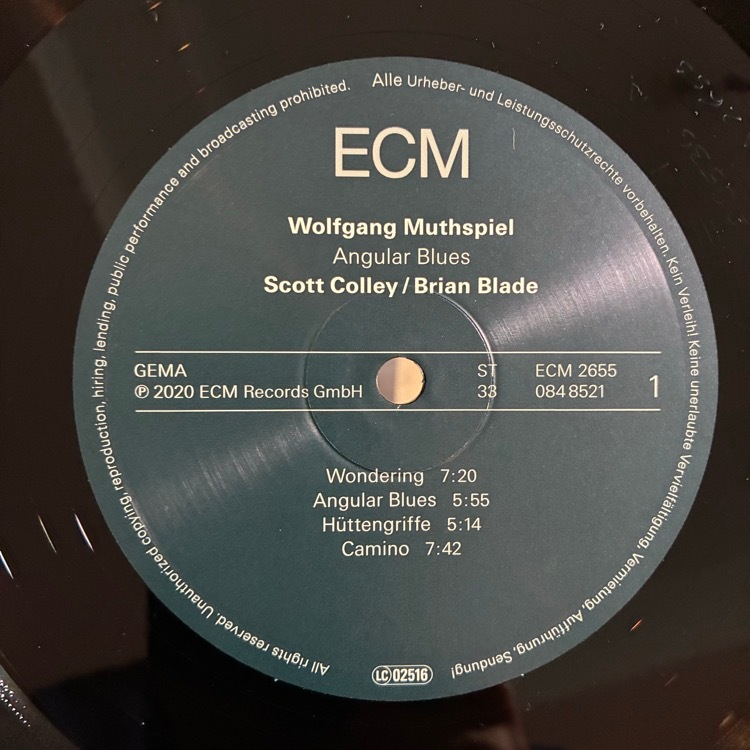 Alle Urheber- und Leistungsschutzrechte vorbehalten. Kein Verleih! Keine unerlaubte Vervielfältigung, Vermietung, Aufführung, Sendung!
ECM
Wolfgang Muthspiel
Angular Blues
Scott Colley / Brian Blade
GEMA ST ECM 2655
℗ 2020 ECM Records GmbH 33 084 8521 1
Wondering 7:20
Angular Blues 5:55
Hüttengriffe 5:14
Camino 7:42
LC 02516
All rights reserved. Unauthorized copying, reproduction, hiring, lending, public performance and broadcasting prohibited.